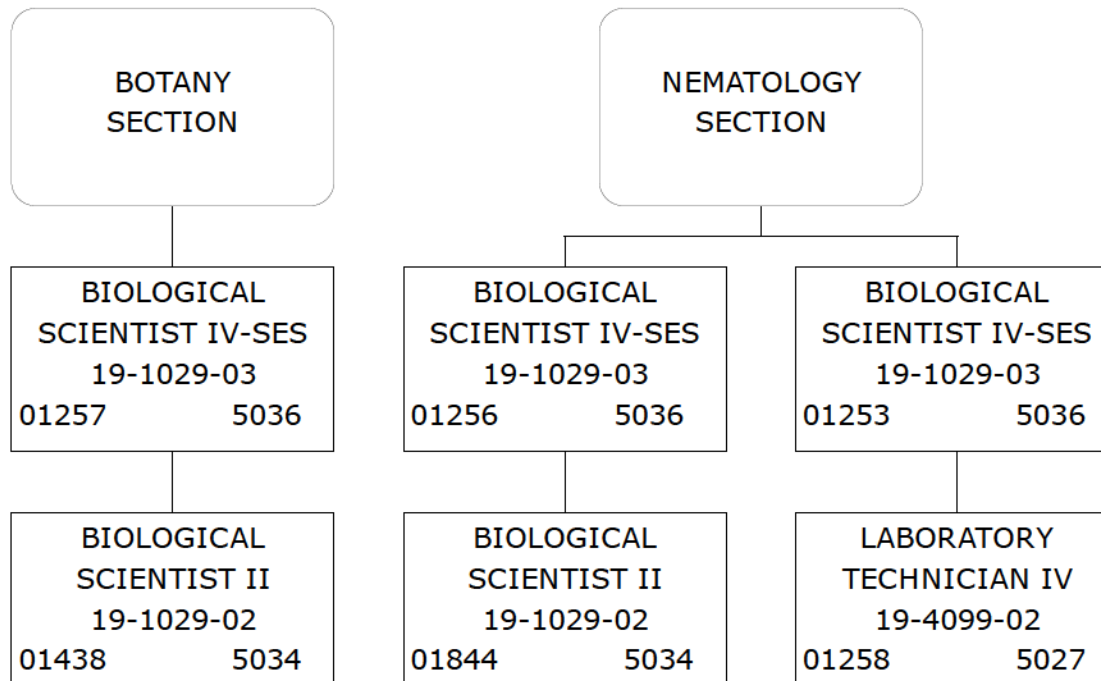 BOTANY
SECTION
NEMATOLOGY
SECTION
BIOLOGICAL
SCIENTIST IV-SES
19-1029-03
01257 5036
BIOLOGICAL
SCIENTIST IV-SES
19-1029-03
01256 5036
BIOLOGICAL
SCIENTIST IV-SES
19-1029-03
01253 5036
BIOLOGICAL
SCIENTIST II
19-1029-02
01438 5034
BIOLOGICAL
SCIENTIST II
19-1029-02
01844 5034
LABORATORY
TECHNICIAN IV
19-4099-02
01258 5027